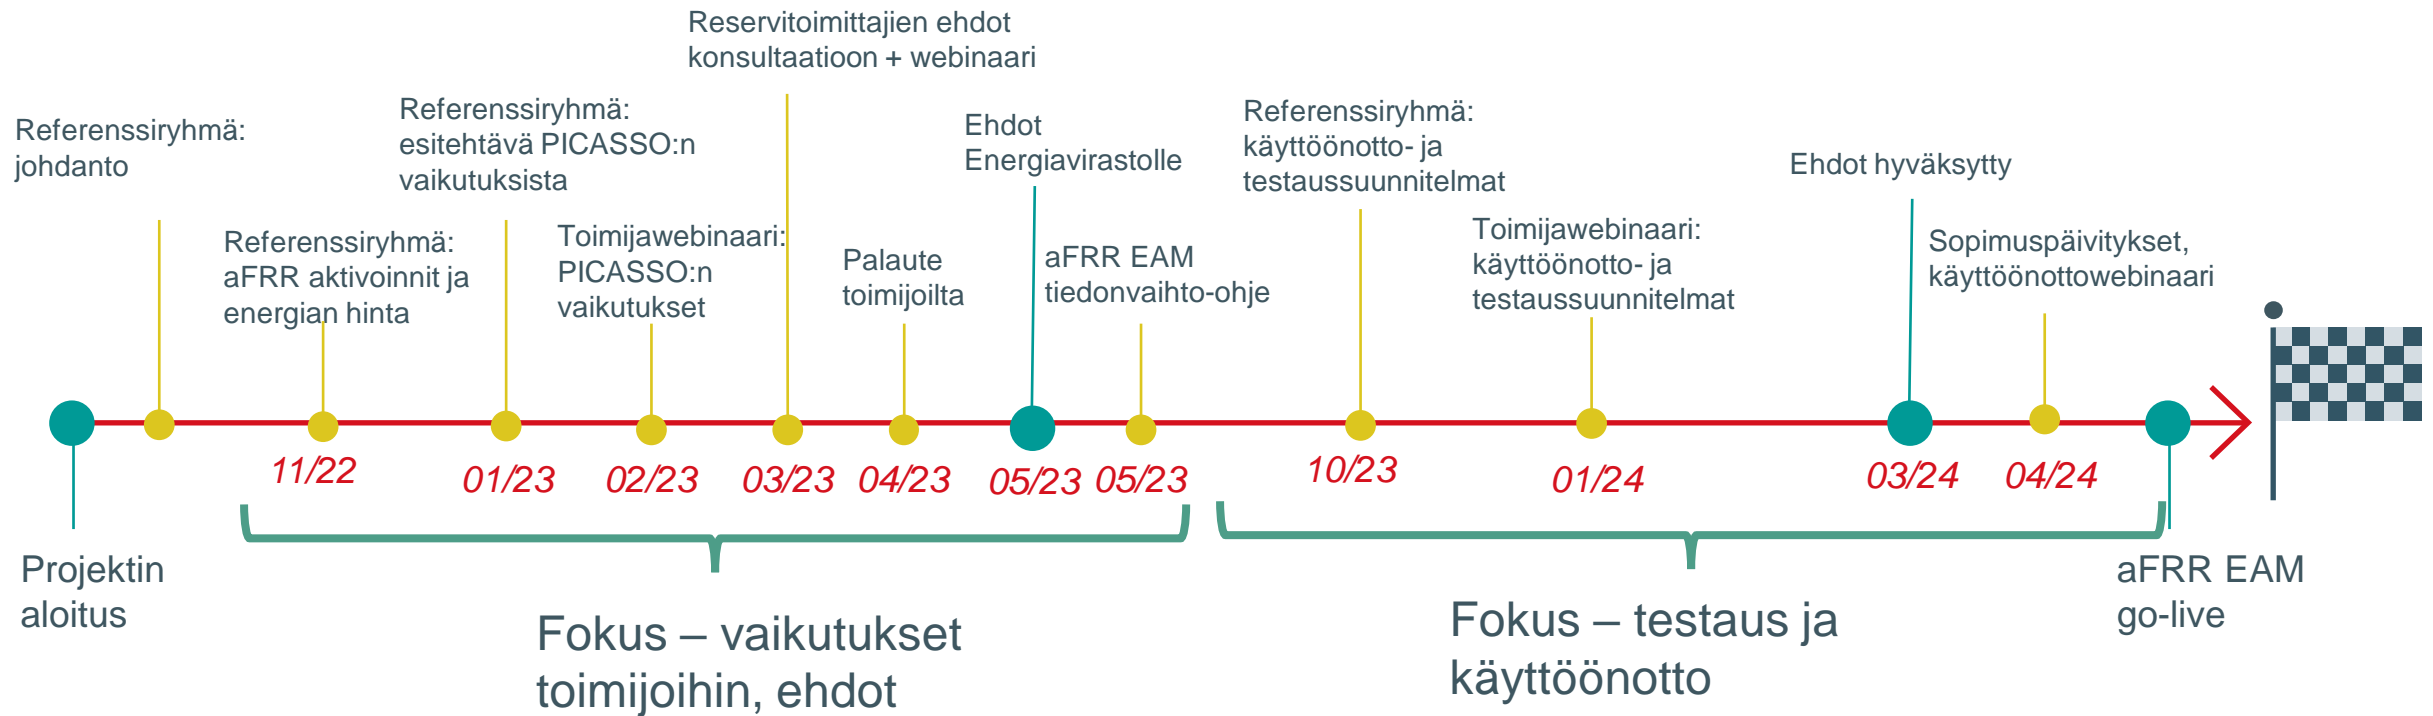 Reservitoimittajien ehdot
konsultaatioon + webinaari
Referenssiryhmä:
johdanto
Referenssiryhmä:
esitehtävä PICASSO:n
vaikutuksista
Ehdot
Energiavirastolle
Referenssiryhmä:
käyttöönotto- ja
testaussuunnitelmat
Ehdot hyväksytty
Referenssiryhmä:
aFRR aktivoinnit ja
energian hinta
Toimijawebinaari:
PICASSO:n
vaikutukset
Palaute
toimijoilta
aFRR EAM
tiedonvaihto-ohje
Toimijawebinaari:
käyttöönotto- ja
testaussuunnitelmat
Sopimuspäivitykset,
käyttöönottowebinaari
11/22
01/23
02/23
03/23
04/23
05/23
05/23
10/23
01/24
03/24
04/24
Projektin
aloitus
Fokus – vaikutukset
toimijoihin, ehdot
Fokus – testaus ja
käyttöönotto
aFRR EAM
go-live